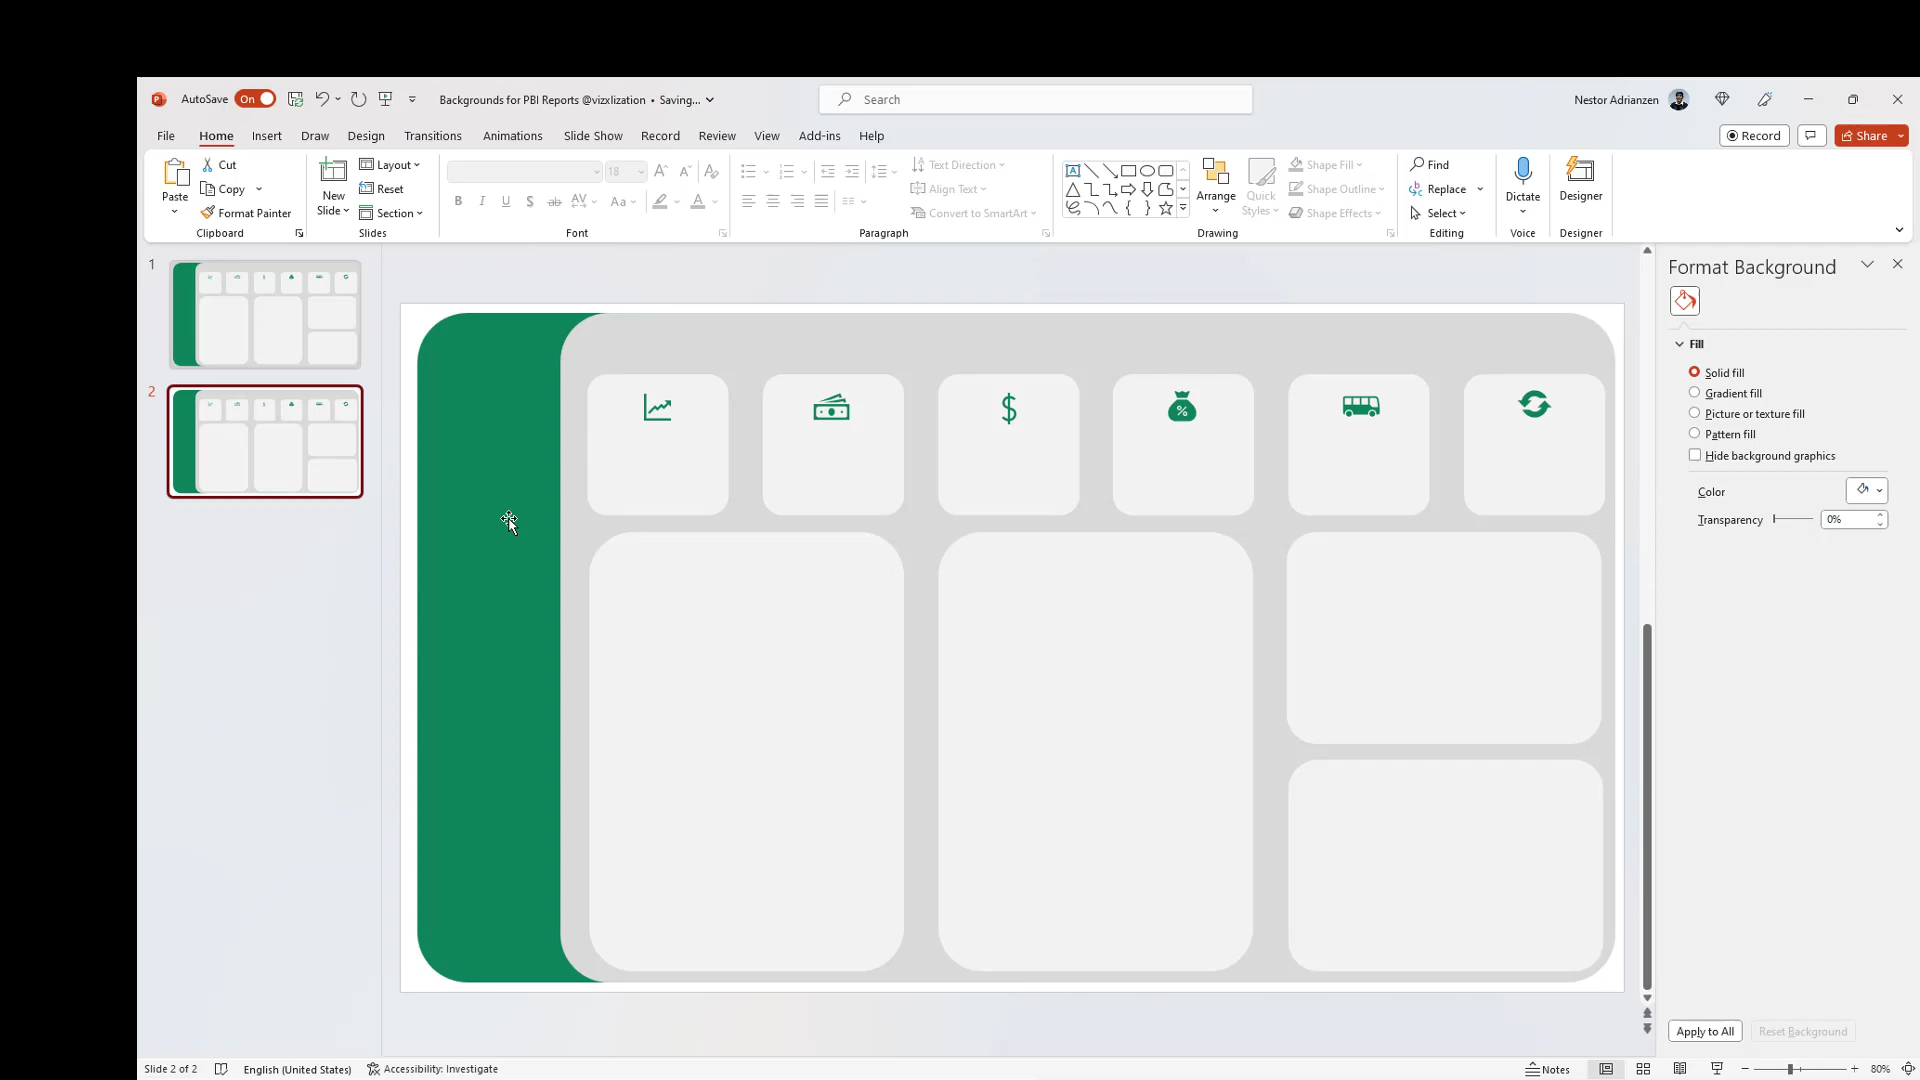 AutoSave On Backgrounds for PBI Reports @vizxlization • Saving... Search Nestor Adrianzen
File Home Insert Draw Design Transitions Animations Slide Show Record Review View Add-ins Help Record Share
Paste Cut Copy Format Painter Clipboard
New Slide Layout Reset Section Slides
18 B I U S ab AV Aa A Font
Text Direction Align Text Convert to SmartArt Paragraph
Arrange Quick Styles Shape Fill Shape Outline Shape Effects Drawing
Find Replace Select Editing
Dictate Voice
Designer Designer
1
2
$
%
Format Background
Fill
Solid fill
Gradient fill
Picture or texture fill
Pattern fill
Hide background graphics
Color
Transparency 0%
Apply to All Reset Background
Slide 2 of 2 English (United States) Accessibility: Investigate Notes 80%